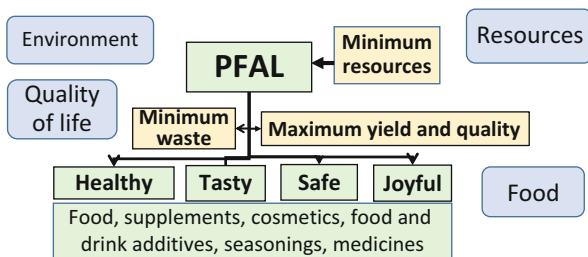 Environment
Resources
PFAL
Minimum
resources
Quality
of life
Minimum
waste
Maximum yield and quality
Healthy
Tasty
Safe
Joyful
Food
Food, supplements, cosmetics, food and
drink additives, seasonings, medicines